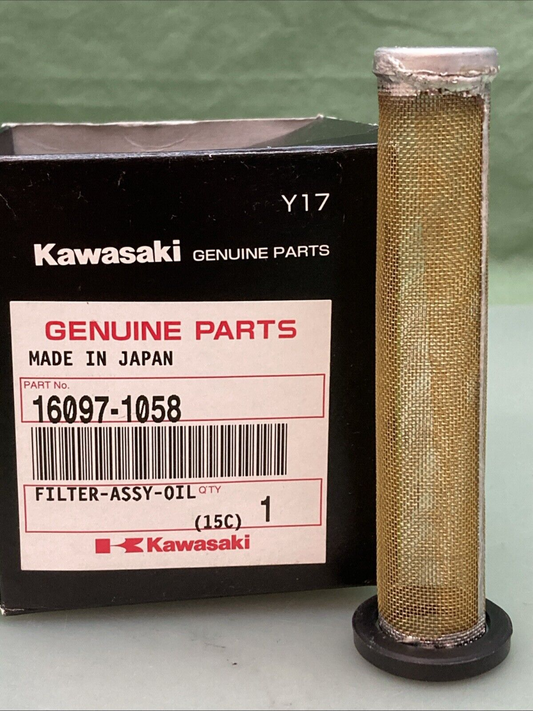 Y17
Kawasaki GENUINE PARTS
GENUINE PARTS
MADE IN JAPAN
PART No.
16097-1058
FILTER-ASSY-OIL Q'TY
(15C) 1
Kawasaki